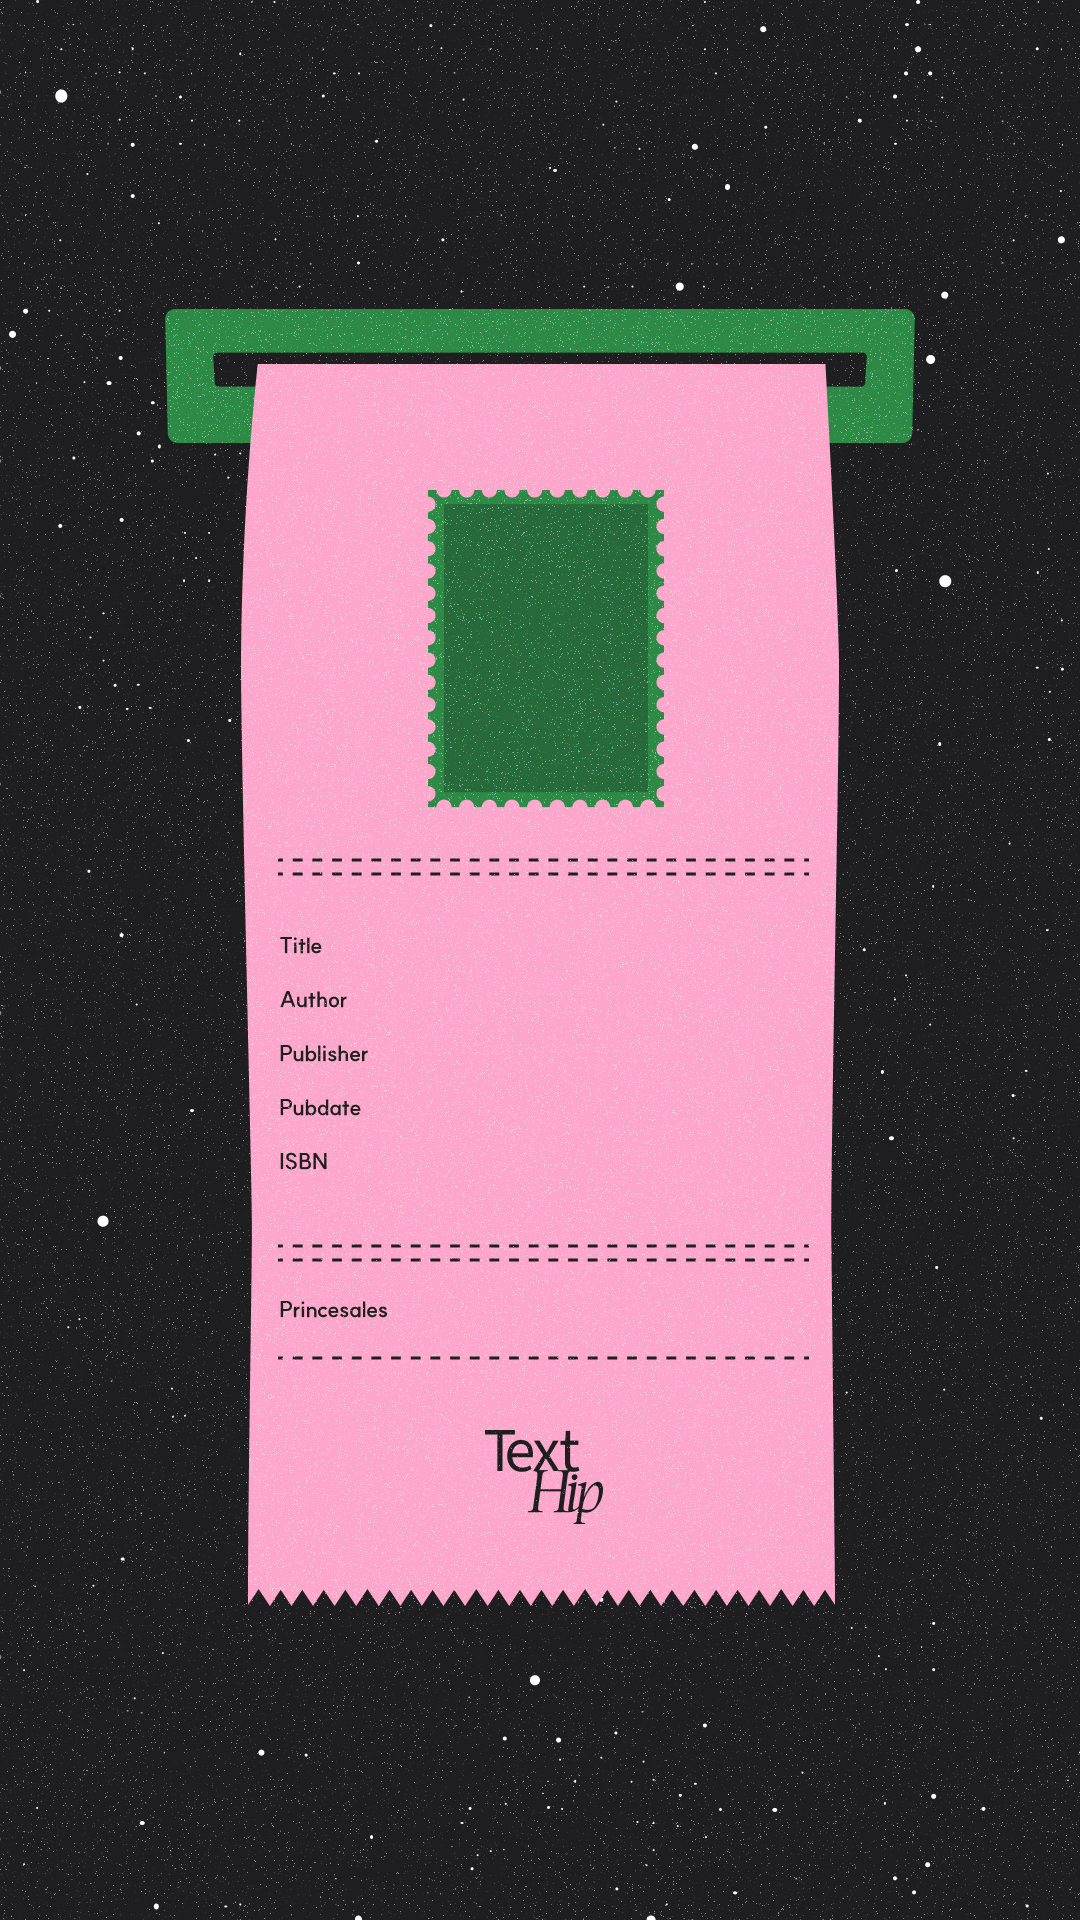 Title
Author
Publisher
Pubdate
ISBN
Princesales
Text
Hip